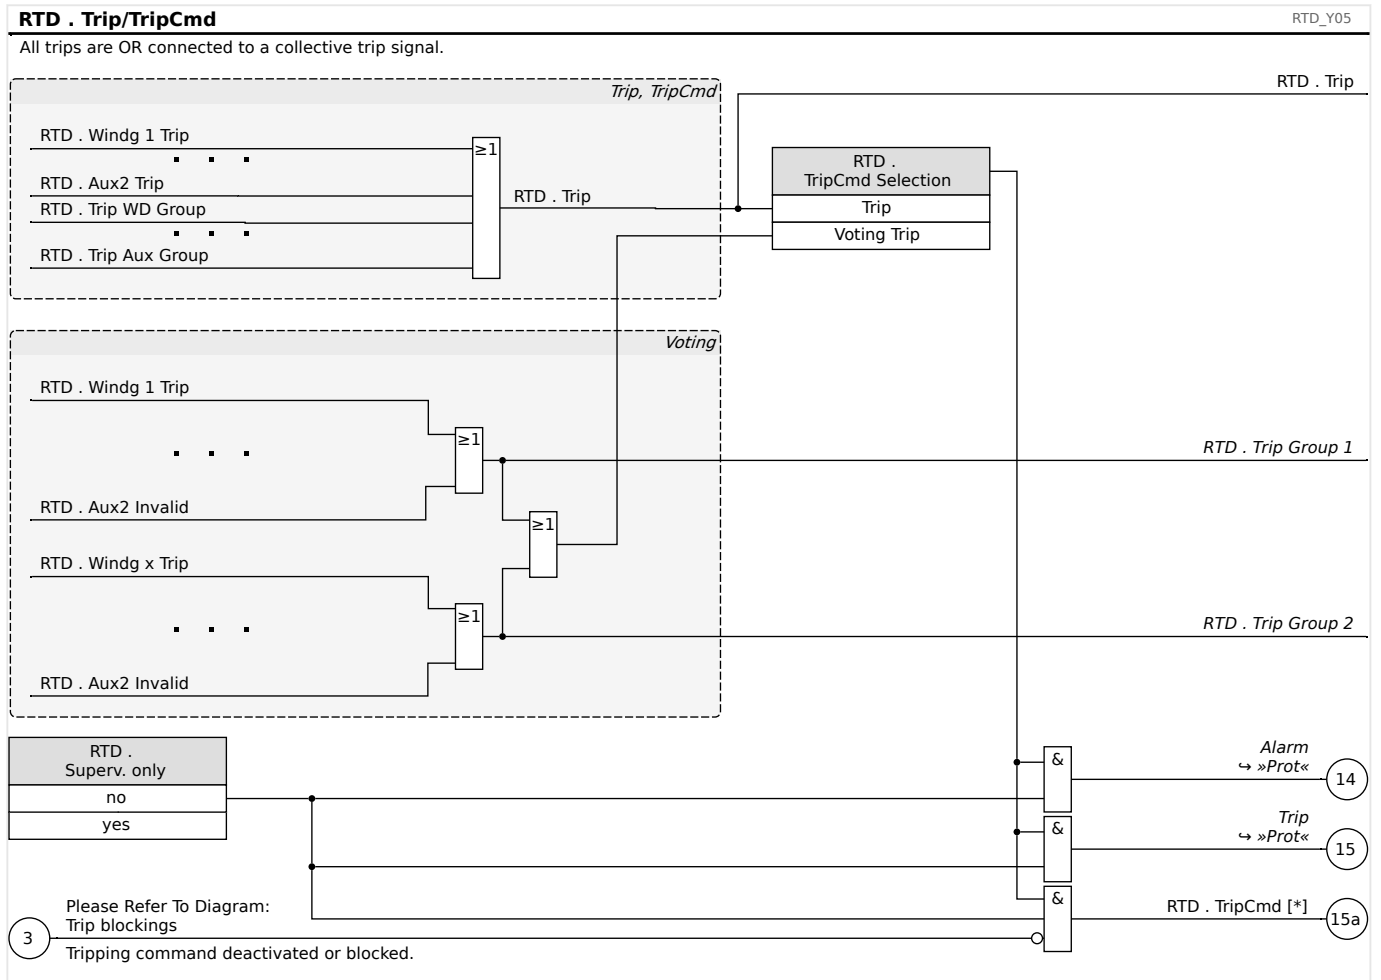 RTD . Trip/TripCmd
RTD_Y05
All trips are OR connected to a collective trip signal.
Trip, TripCmd
RTD . Trip
RTD . Windg 1 Trip
≥1
RTD . Aux2 Trip
RTD . Trip WD Group
RTD . Trip Aux Group
RTD . Trip
RTD .
TripCmd Selection
Trip
Voting Trip
Voting
RTD . Windg 1 Trip
≥1
RTD . Aux2 Invalid
RTD . Trip Group 1
≥1
RTD . Windg x Trip
≥1
RTD . Aux2 Invalid
RTD . Trip Group 2
RTD .
Superv. only
no
yes
&
Alarm
↪ »Prot«
14
&
Trip
↪ »Prot«
15
&
RTD . TripCmd [*]
15a
3
Please Refer To Diagram:
Trip blockings
Tripping command deactivated or blocked.